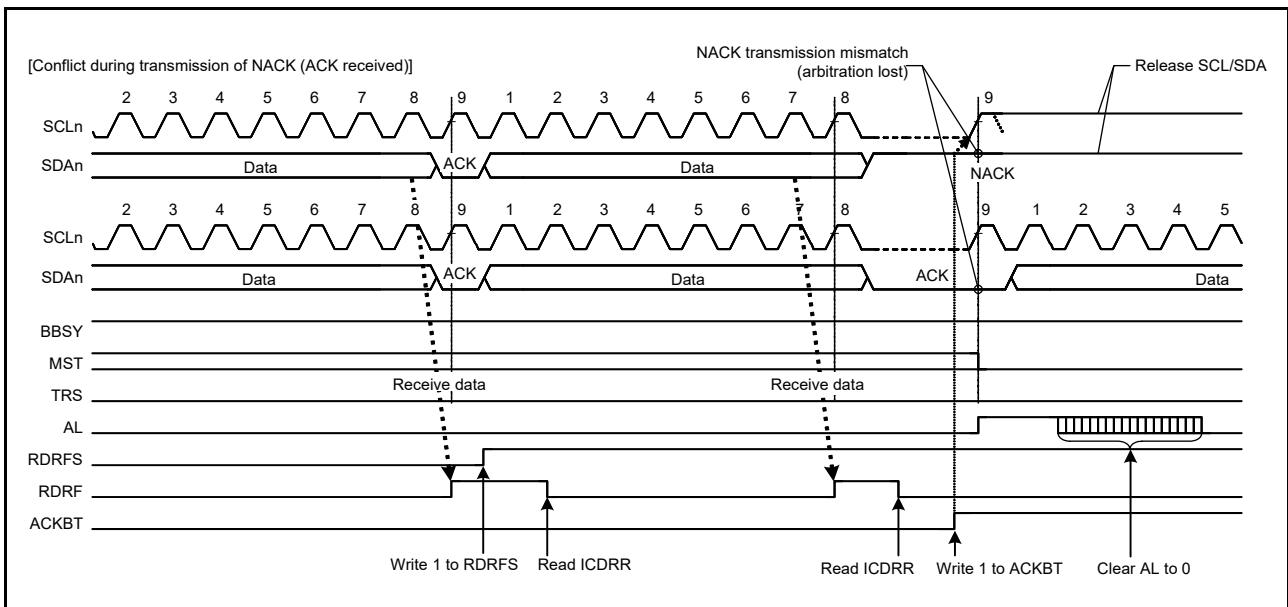 NACK transmission mismatch
(arbitration lost)
Release SCL/SDA
[Conflict during transmission of NACK (ACK received)]
2 3 4 5 6 7 8 9 1 2 3 4 5 6 7 8 9
SCLn
SDAn Data ACK Data NACK
2 3 4 5 6 7 8 9 1 2 3 4 5 6 7 8 9 1 2 3 4 5
SCLn
SDAn Data ACK Data ACK Data
BBSY
MST
Receive data Receive data
TRS
AL
RDRFS
RDRF
ACKBT
Write 1 to RDRFS Read ICDRR Read ICDRR Write 1 to ACKBT Clear AL to 0